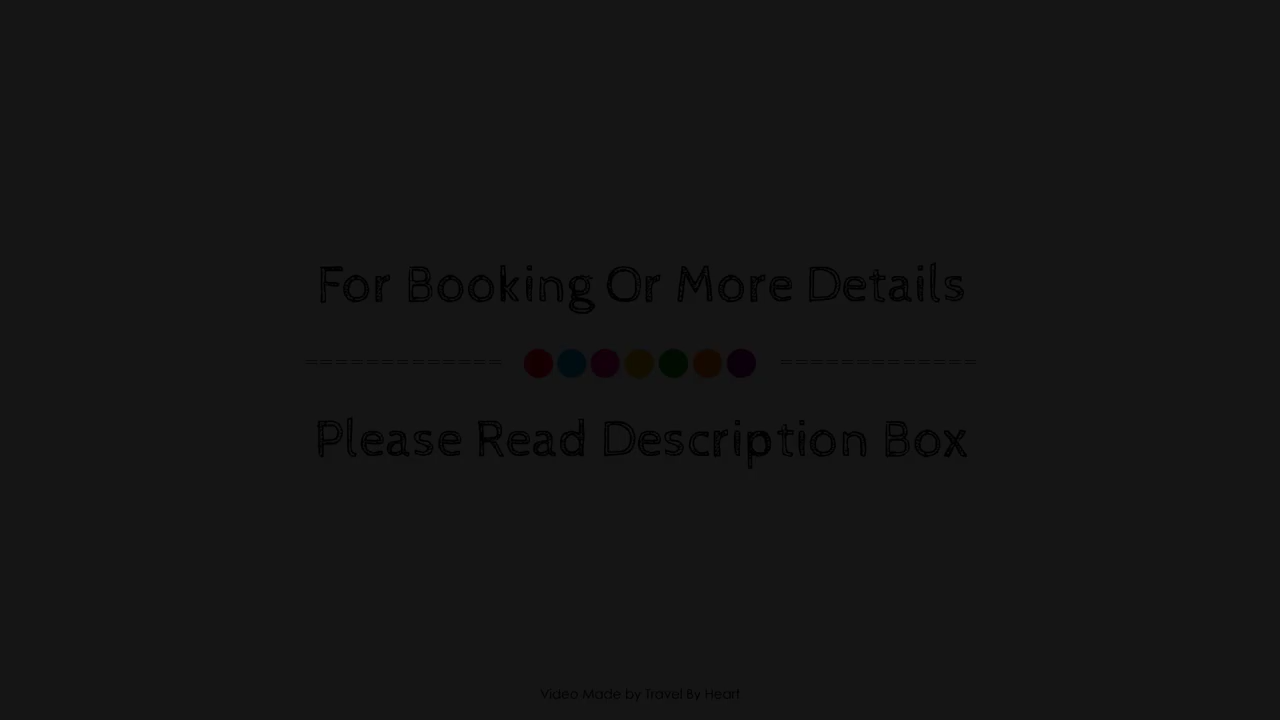 For Booking Or More Details
============= =============
Please Read Description Box
Video Made by Travel By Heart